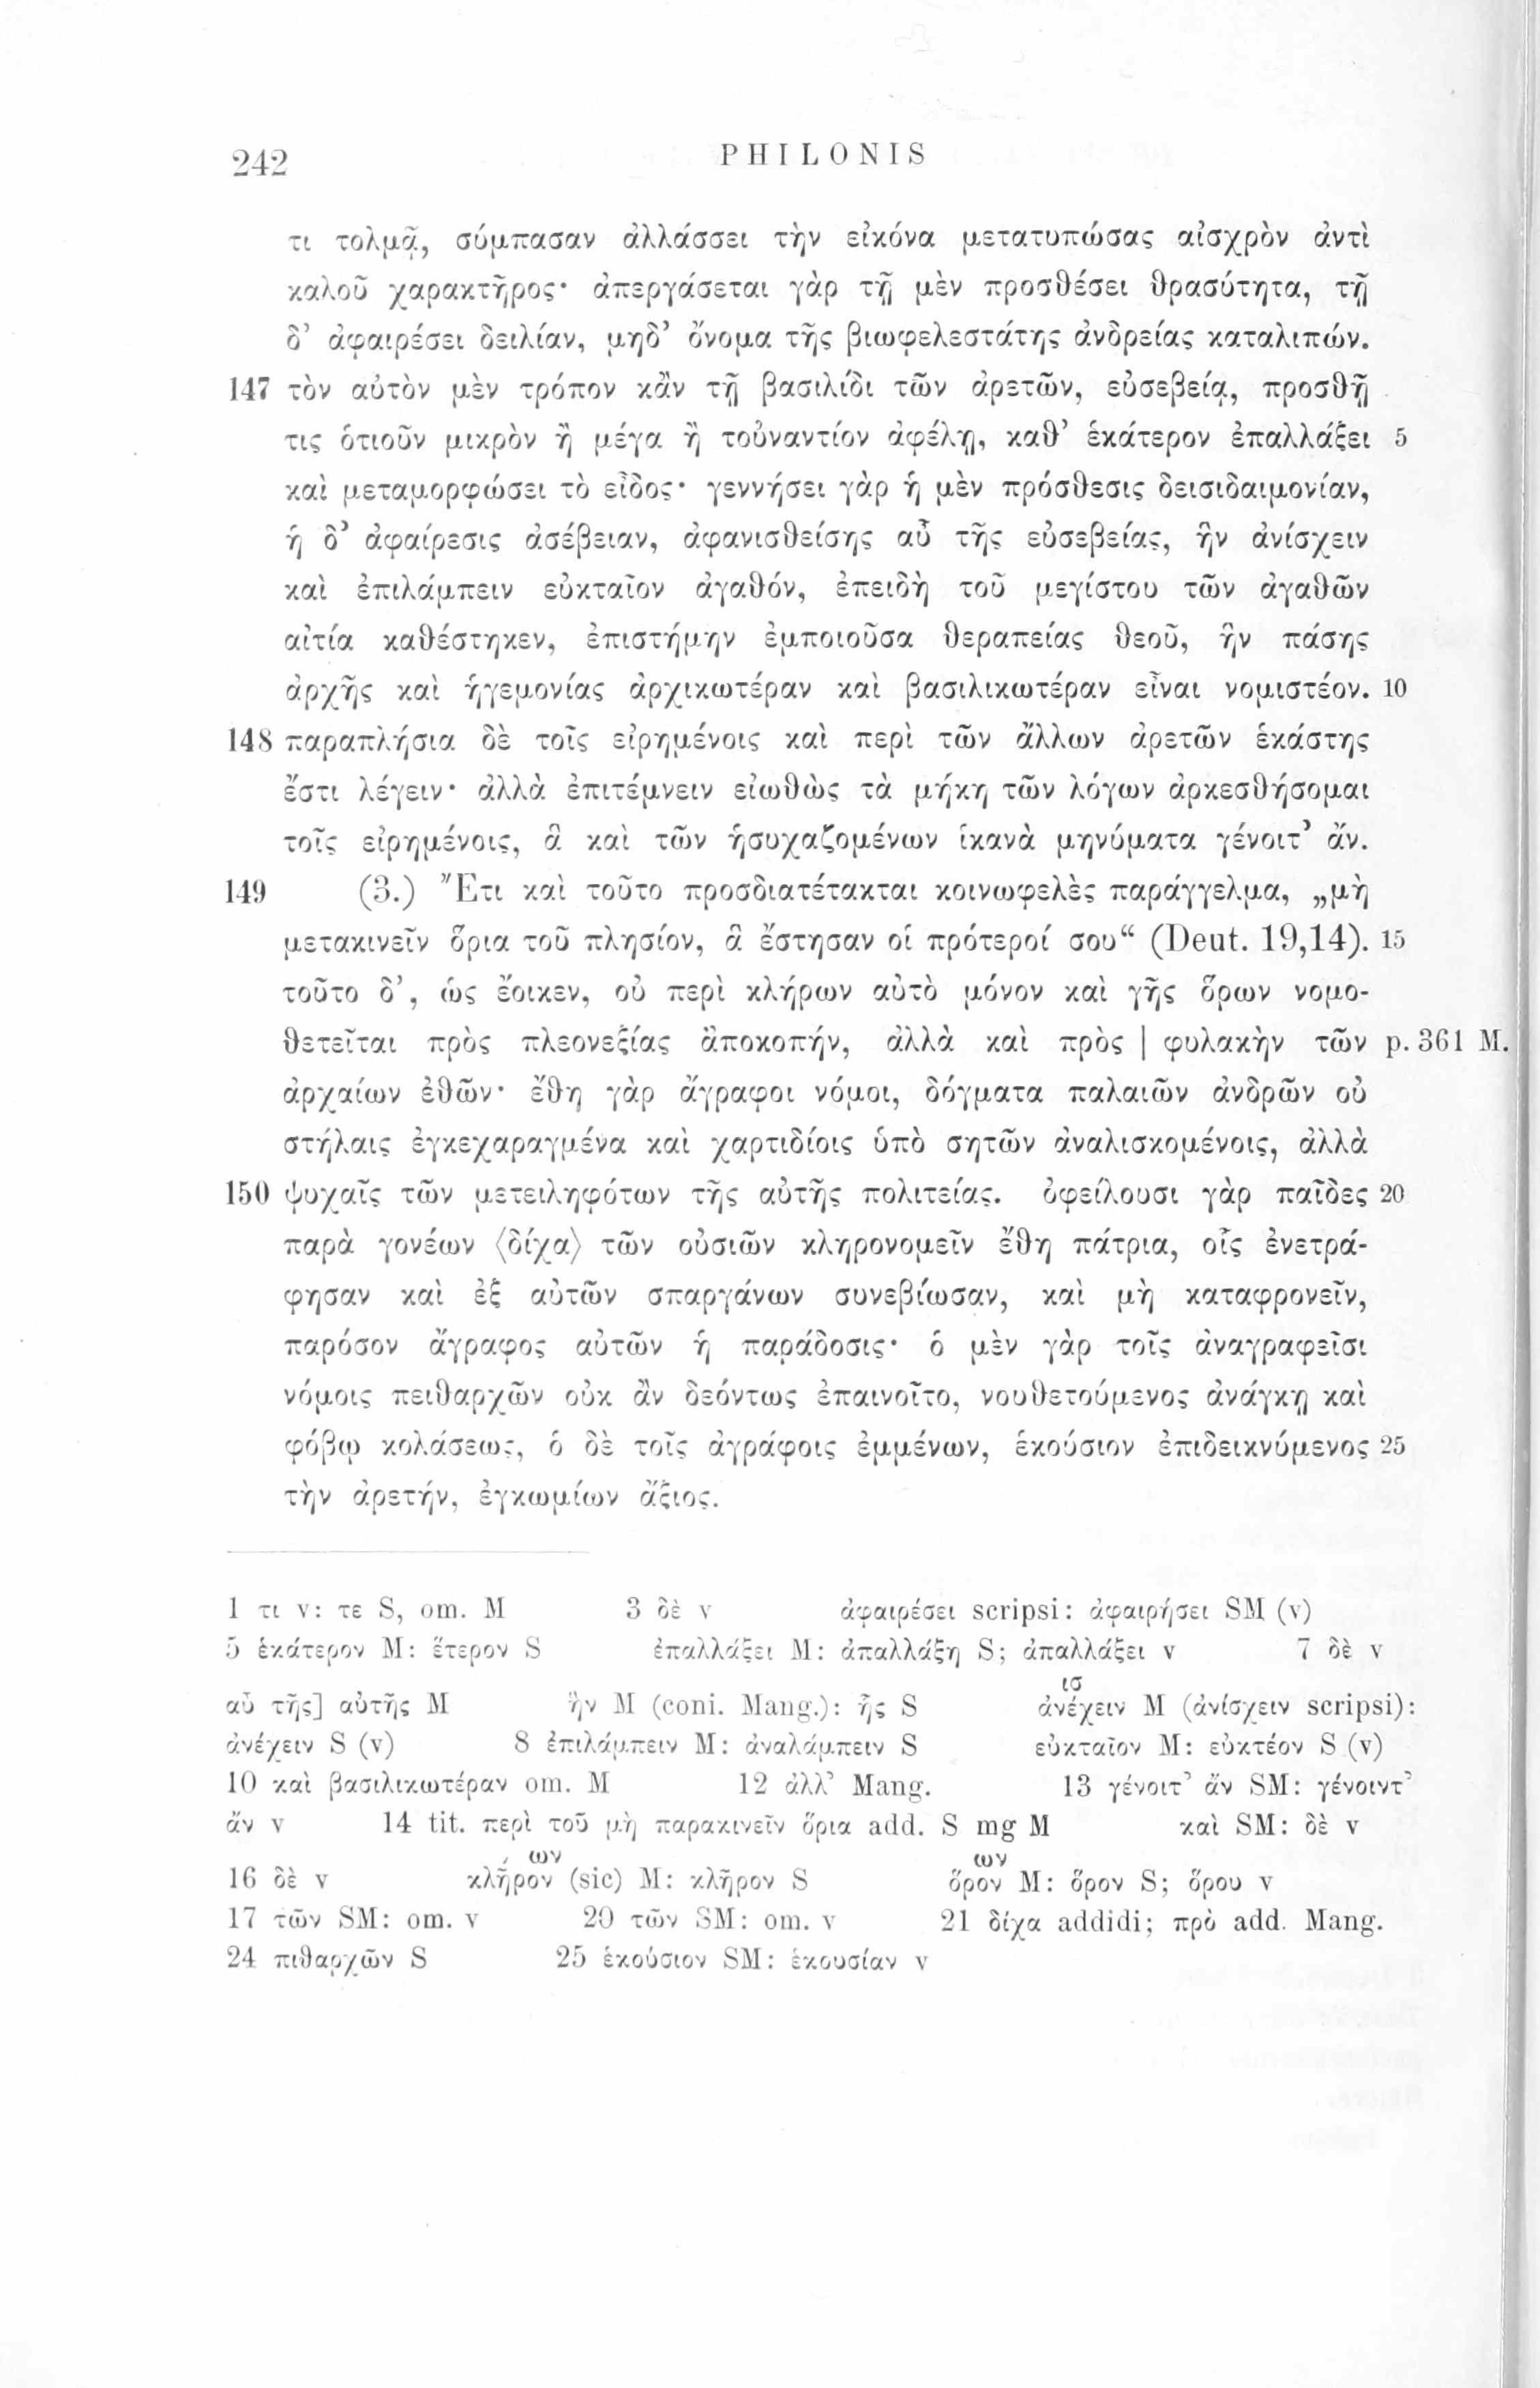 242
PHILONIS
τι τολμᾷ, σύμπασαν ἀλλάσσει τὴν εἰκόνα μετατυπώσας αἰσχρὸν ἀντὶ
καλοῦ χαρακτῆρος· ἀπεργάσεται γὰρ τῇ μὲν προσθέσει θρασύτητα, τῇ
δ’ ἀφαιρέσει δειλίαν, μηδ’ ὄνομα τῆς βιωφελεστάτης ἀνδρείας καταλιπών.
147 τὸν αὐτὸν μὲν τρόπον κἂν τῇ βασιλίδι τῶν ἀρετῶν, εὐσεβείᾳ, προσθῇ
τις ὁτιοῦν μικρὸν ἢ μέγα ἢ τοὐναντίον ἀφέλῃ, καθ’ ἑκάτερον ἐπαλλάξει 5
καὶ μεταμορφώσει τὸ εἶδος· γεννήσει γὰρ ἡ μὲν πρόσθεσις δεισιδαιμονίαν,
ἡ δ’ ἀφαίρεσις ἀσέβειαν, ἀφανισθείσης αὖ τῆς εὐσεβείας, ἣν ἀνίσχειν
καὶ ἐπιλάμπειν εὐκταῖον ἀγαθόν, ἐπειδὴ τοῦ μεγίστου τῶν ἀγαθῶν
αἰτία καθέστηκεν, ἐπιστήμην ἐμποιοῦσα θεραπείας θεοῦ, ἣν πάσης
ἀρχῆς καὶ ἡγεμονίας ἀρχικωτέραν καὶ βασιλικωτέραν εἶναι νομιστέον. 10
148 παραπλήσια δὲ τοῖς εἰρημένοις καὶ περὶ τῶν ἄλλων ἀρετῶν ἑκάστης
ἔστι λέγειν· ἀλλὰ ἐπιτέμνειν εἰωθὼς τὰ μήκη τῶν λόγων ἀρκεσθήσομαι
τοῖς εἰρημένοις, ἃ καὶ τῶν ἡσυχαζομένων ἱκανὰ μηνύματα γένοιτ’ ἄν.
149 (3.) Ἔτι καὶ τοῦτο προσδιατέτακται κοινωφελὲς παράγγελμα, „μὴ
μετακινεῖν ὅρια τοῦ πλησίον, ἃ ἔστησαν οἱ πρότεροί σου“ (Deut. 19,14). 15
τοῦτο δ’, ὡς ἔοικεν, οὐ περὶ κλήρων αὐτὸ μόνον καὶ γῆς ὅρων νομο-
θετεῖται πρὸς πλεονεξίας ἀποκοπήν, ἀλλὰ καὶ πρὸς | φυλακὴν τῶν p. 361 M.
ἀρχαίων ἐθῶν· ἔθη γὰρ ἄγραφοι νόμοι, δόγματα παλαιῶν ἀνδρῶν οὐ
στήλαις ἐγκεχαραγμένα καὶ χαρτιδίοις ὑπὸ σητῶν ἀναλισκομένοις, ἀλλὰ
150 ψυχαῖς τῶν μετειληφότων τῆς αὐτῆς πολιτείας. ὀφείλουσι γὰρ παῖδες 20
παρὰ γονέων ⟨δίχα⟩ τῶν οὐσιῶν κληρονομεῖν ἔθη πάτρια, οἷς ἐνετρά-
φησαν καὶ ἐξ αὐτῶν σπαργάνων συνεβίωσαν, καὶ μὴ καταφρονεῖν,
παρόσον ἄγραφος αὐτῶν ἡ παράδοσις· ὁ μὲν γὰρ τοῖς ἀναγραφεῖσι
νόμοις πειθαρχῶν οὐκ ἂν δεόντως ἐπαινοῖτο, νουθετούμενος ἀνάγκῃ καὶ
φόβῳ κολάσεως, ὁ δὲ τοῖς ἀγράφοις ἐμμένων, ἑκούσιον ἐπιδεικνύμενος 25
τὴν ἀρετήν, ἐγκωμίων ἄξιος.
1 τι v: τε S, om. M 3 δὲ v ἀφαιρέσει scripsi: ἀφαιρήσει SM (v)
5 ἑκάτερον M: ἕτερον S ἐπαλλάξει M: ἀπαλλάξῃ S; ἀπαλλάξει v 7 δὲ v
ισ
αὖ τῆς] αὐτῆς M ἣν M (coni. Mang.): ἧς S ἀνέχειν M (ἀνίσχειν scripsi):
ἀνέχειν S (v) 8 ἐπιλάμπειν M: ἀναλάμπειν S εὐκταῖον M: εὐκτέον S (v)
10 καὶ βασιλικωτέραν om. M 12 ἀλλ’ Mang. 13 γένοιτ’ ἄν SM: γένοιντ’
ἄν v 14 tit. περὶ τοῦ μὴ παρακινεῖν ὅρια add. S mg M καὶ SM: δὲ v
ων ων
16 δὲ v κλῆρον (sic) M: κλῆρον S ὅρον M: ὅρον S; ὅρου v
17 τῶν SM: om. v 20 τῶν SM: om. v 21 δίχα addidi; πρὸ add. Mang.
24 πιθαρχῶν S 25 ἑκούσιον SM: ἑκουσίαν v